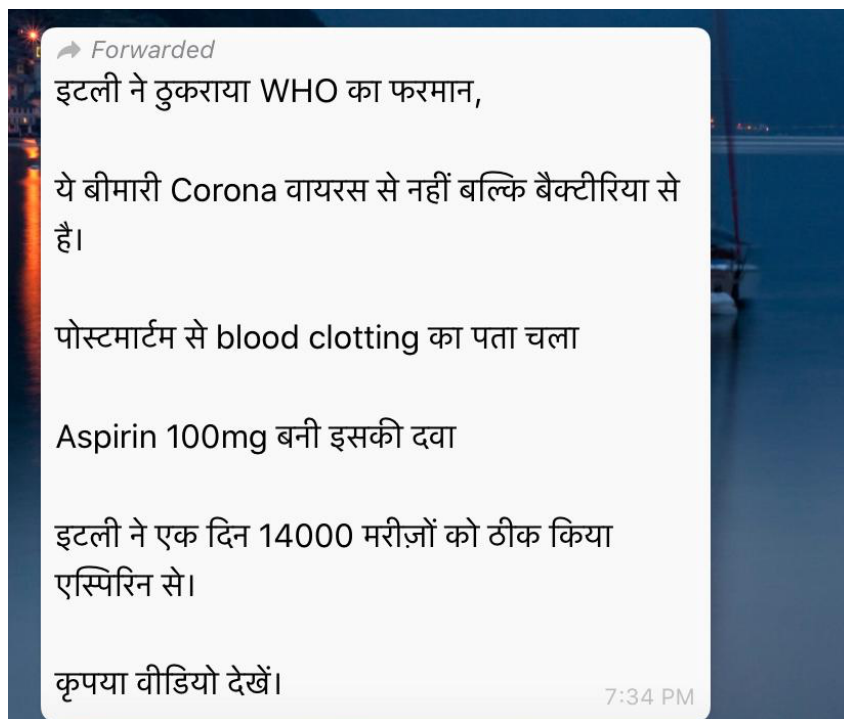 Forwarded
इटली ने ठुकराया WHO का फरमान,
ये बीमारी Corona वायरस से नहीं बल्कि बैक्टीरिया से
है।
पोस्टमार्टम से blood clotting का पता चला
Aspirin 100mg बनी इसकी दवा
इटली ने एक दिन 14000 मरीज़ों को ठीक किया
एस्पिरिन से।
कृपया वीडियो देखें।
7:34 PM